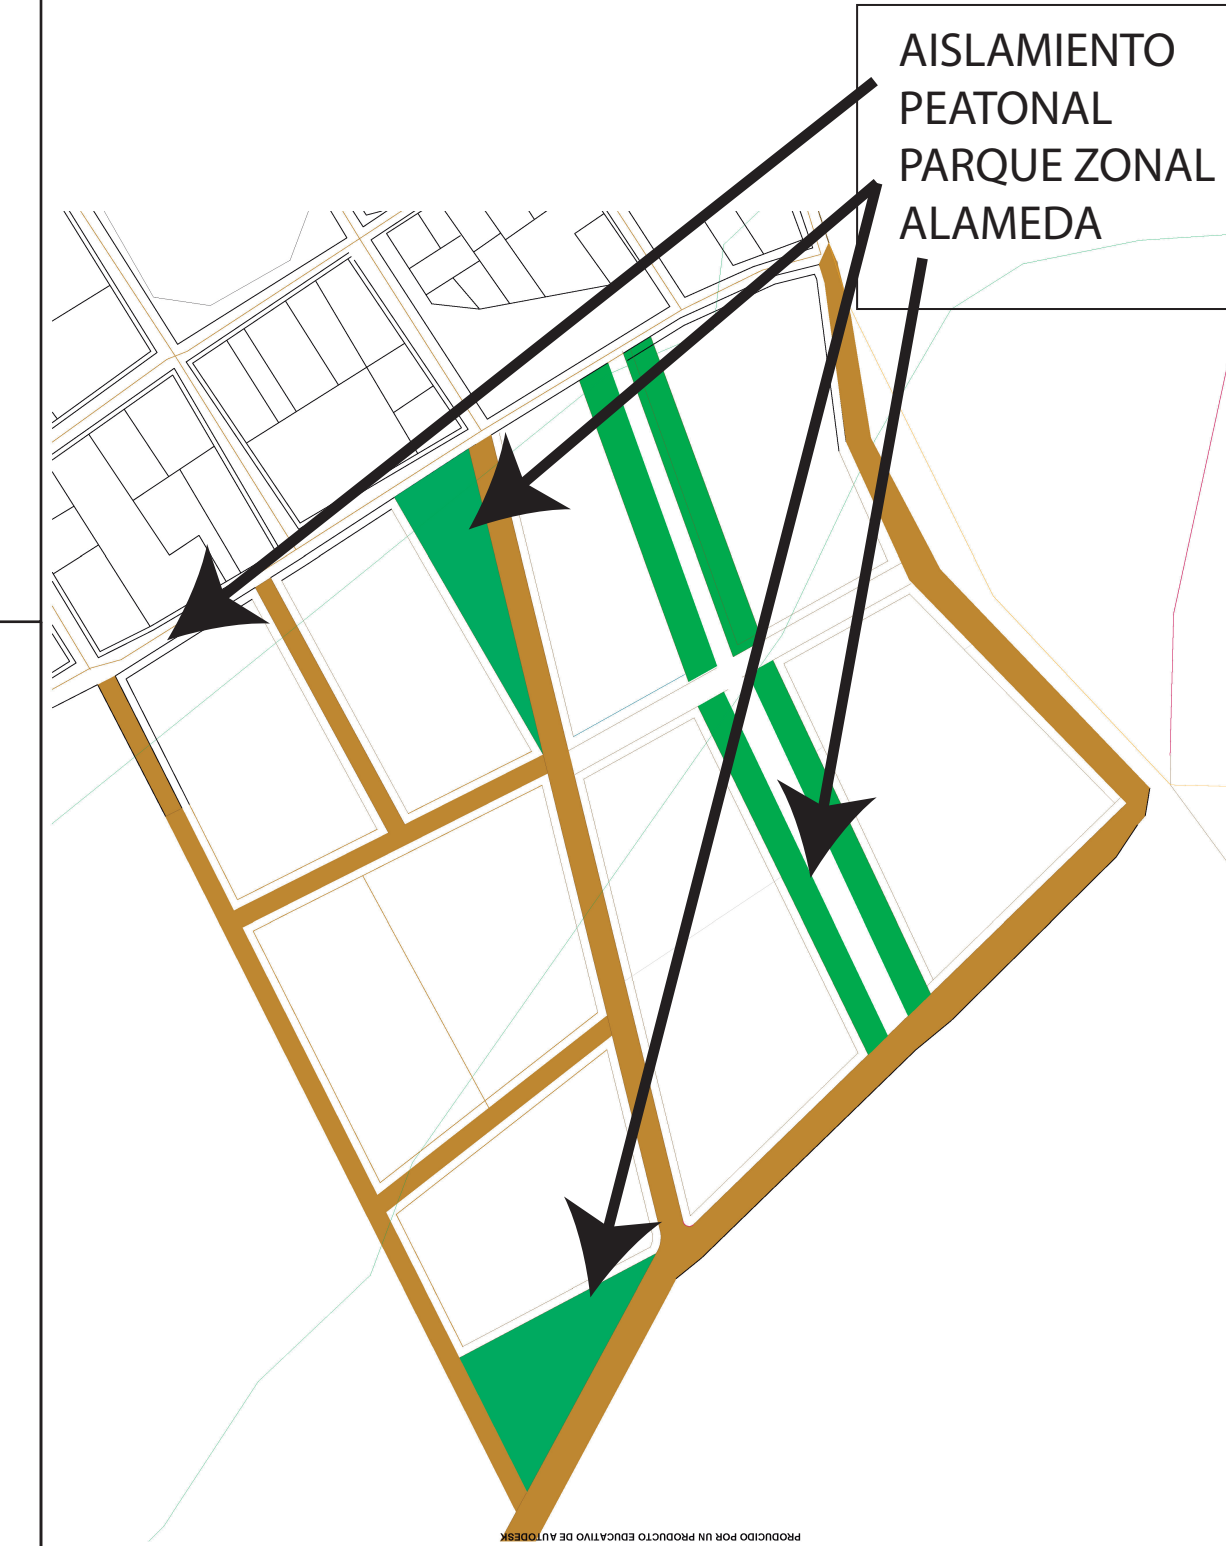 AISLAMIENTO
PEATONAL
PARQUE ZONAL
ALAMEDA
PRODUCIDO POR UN PRODUCTO EDUCATIVO DE AUTODESK